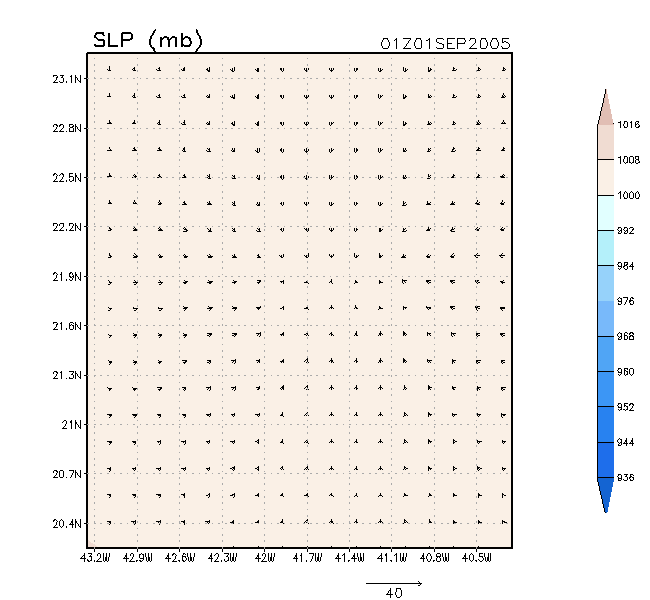 SLP (mb)
01Z01SEP2005
23.1N
22.8N
22.5N
22.2N
21.9N
21.6N
21.3N
21N
20.7N
20.4N
43.2W 42.9W 42.6W 42.3W 42W 41.7W 41.4W 41.1W 40.8W 40.5W
40
1016
1008
1000
992
984
976
968
960
952
944
936